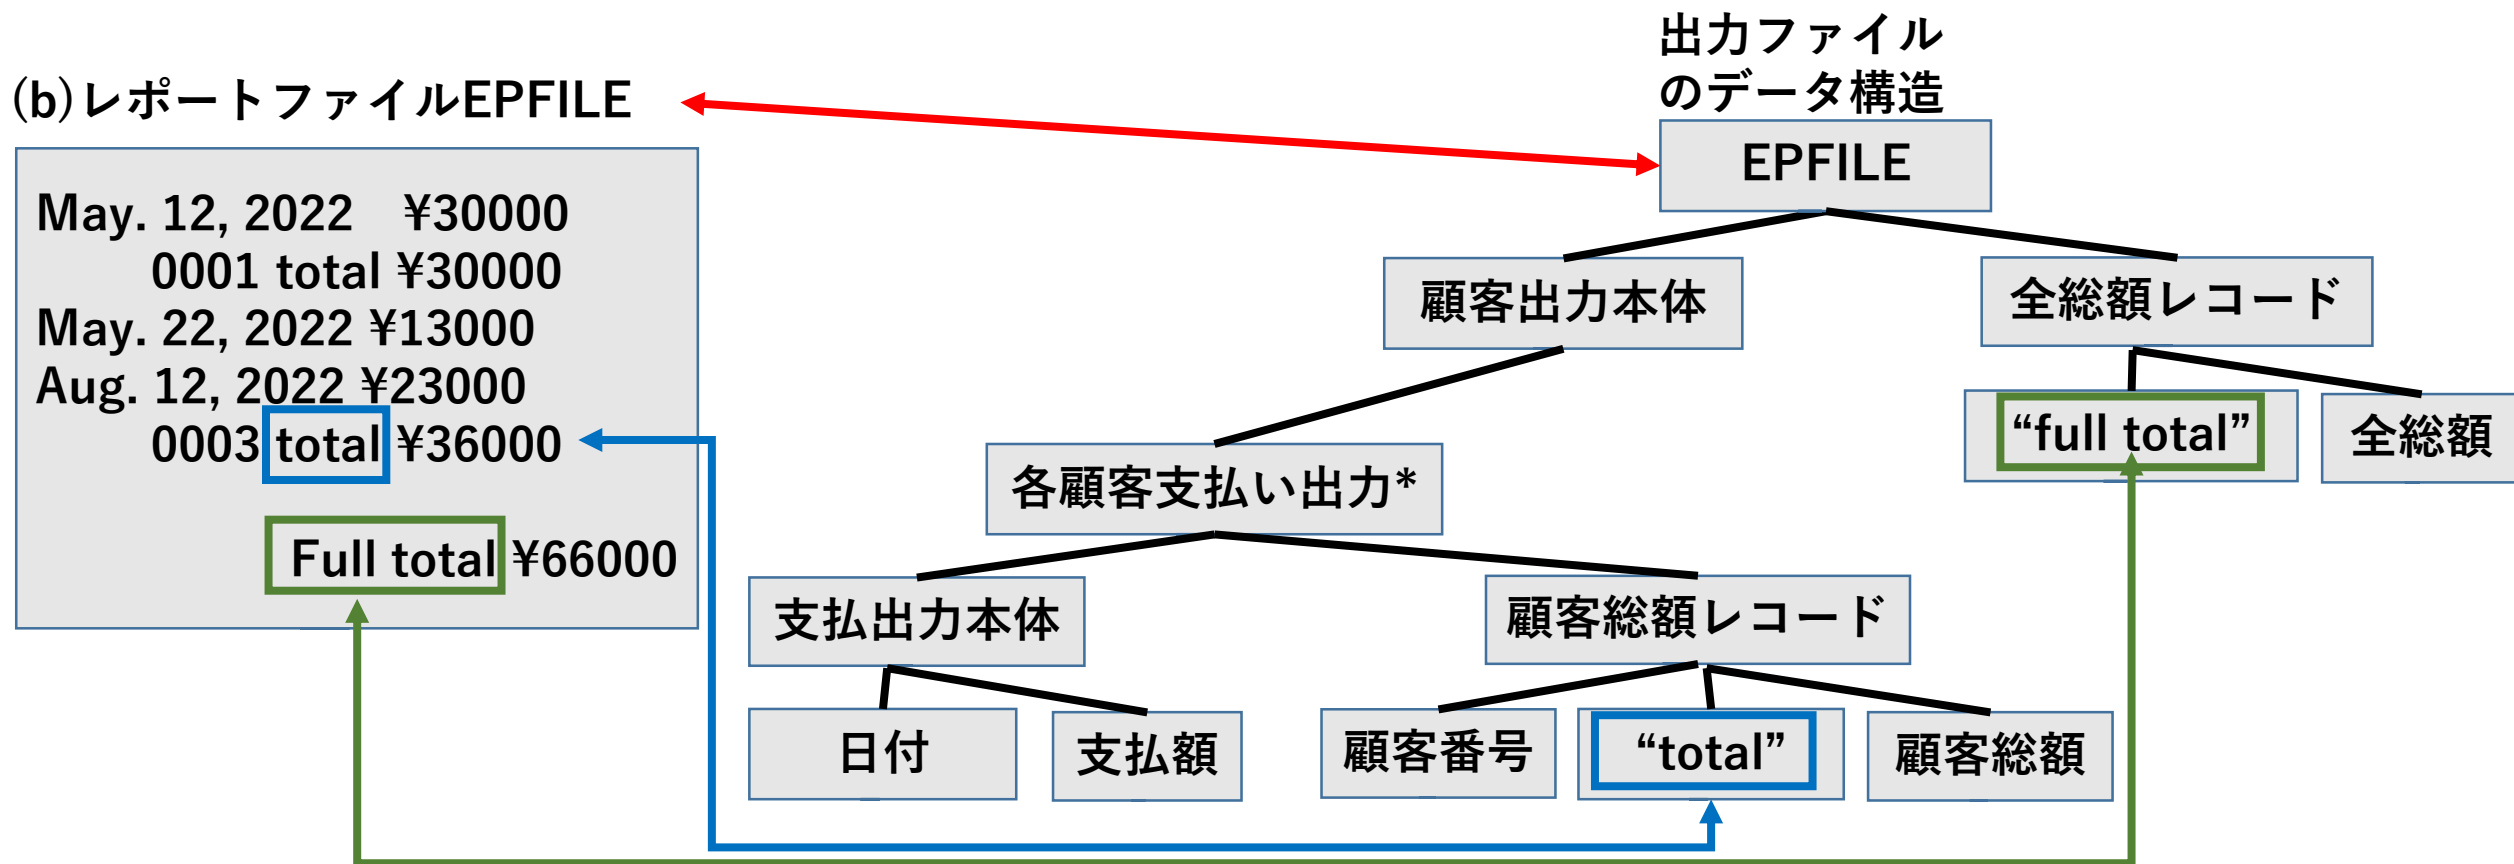 (b)レポートファイルEPFILE
May. 12, 2022 ¥30000
0001 total ¥30000
May. 22, 2022 ¥13000
Aug. 12, 2022 ¥23000
0003 total ¥36000
Full total ¥66000
出力ファイル
のデータ構造
EPFILE
顧客出力本体
全総額レコード
“full total”
全総額
各顧客支払い出力*
支払出力本体
顧客総額レコード
日付
支払額
顧客番号
“total”
顧客総額